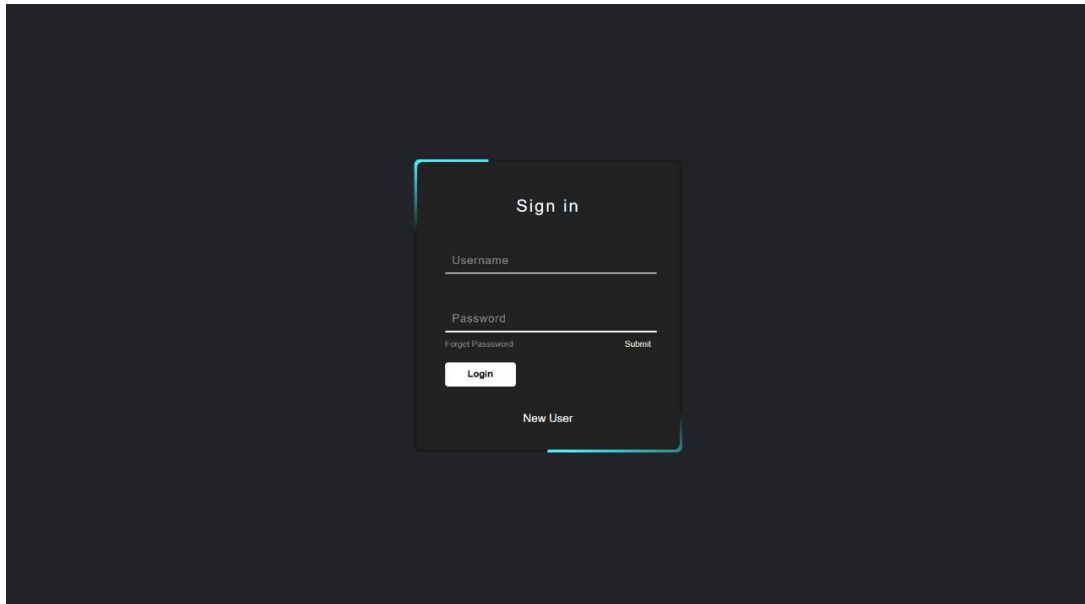 Sign in
Username
Password
Forget Passsword Submit
Login
New User